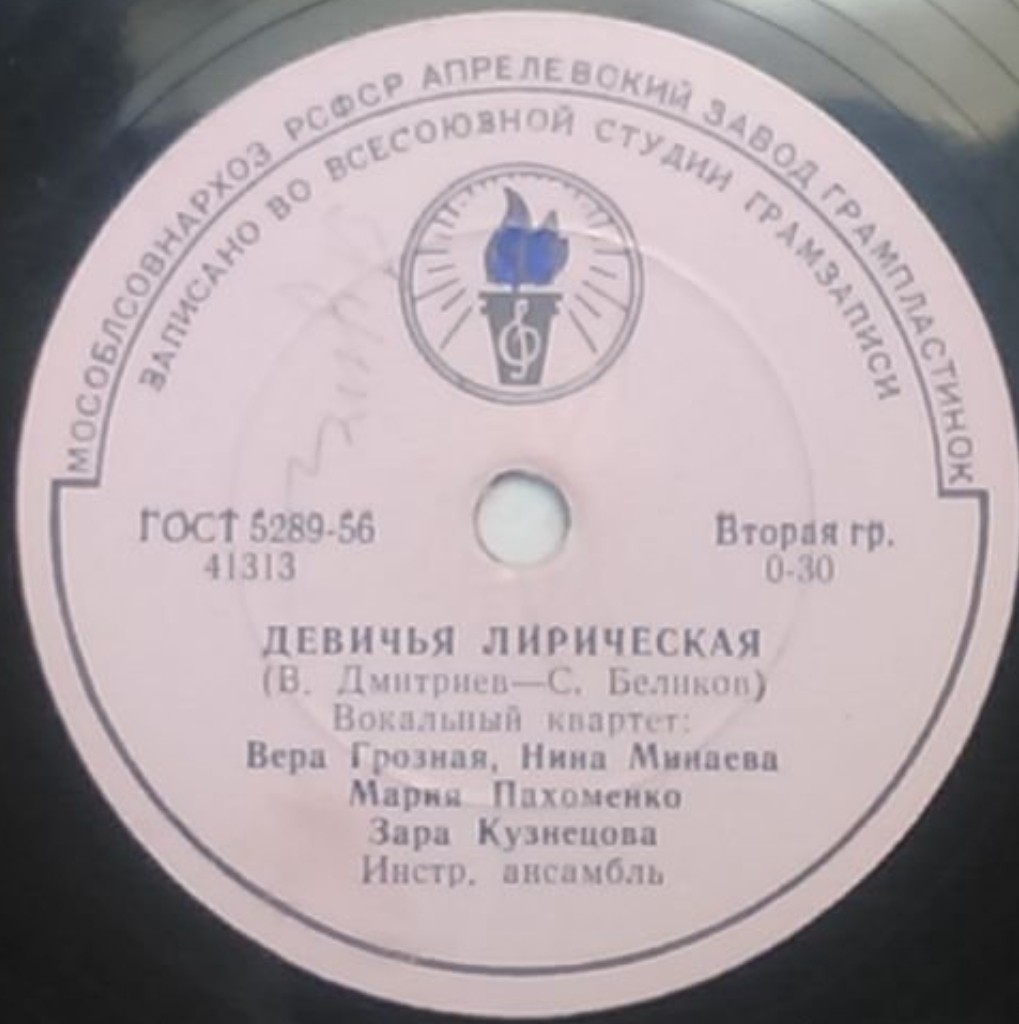 МОСОБЛСОВНАРХОЗ РСФСР АПРЕЛЕВСКИЙ ЗАВОД ГРАМПЛАСТИНОК
ЗАПИСАНО ВО ВСЕСОЮЗНОЙ СТУДИИ ГРАМЗАПИСИ
ГОСТ 5289-56
41313
Вторая гр.
0-30
ДЕВИЧЬЯ ЛИРИЧЕСКАЯ
(В. Дмитриев—С. Беликов)
Вокальный квартет:
Вера Грозная, Нина Минаева
Мария Пахоменко
Зара Кузнецова
Инстр. ансамбль